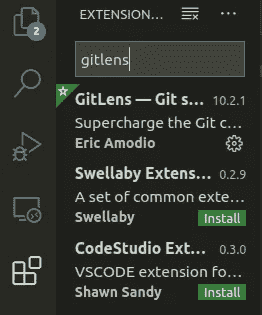 EXTENSION...
2
gitlens
GitLens — Git s... 10.2.1
Supercharge the Git c...
Eric Amodio
Swellaby Extens... 0.2.9
A set of common exte...
Swellaby Install
CodeStudio Ext... 0.3.0
VSCODE extension fo...
Shawn Sandy Install